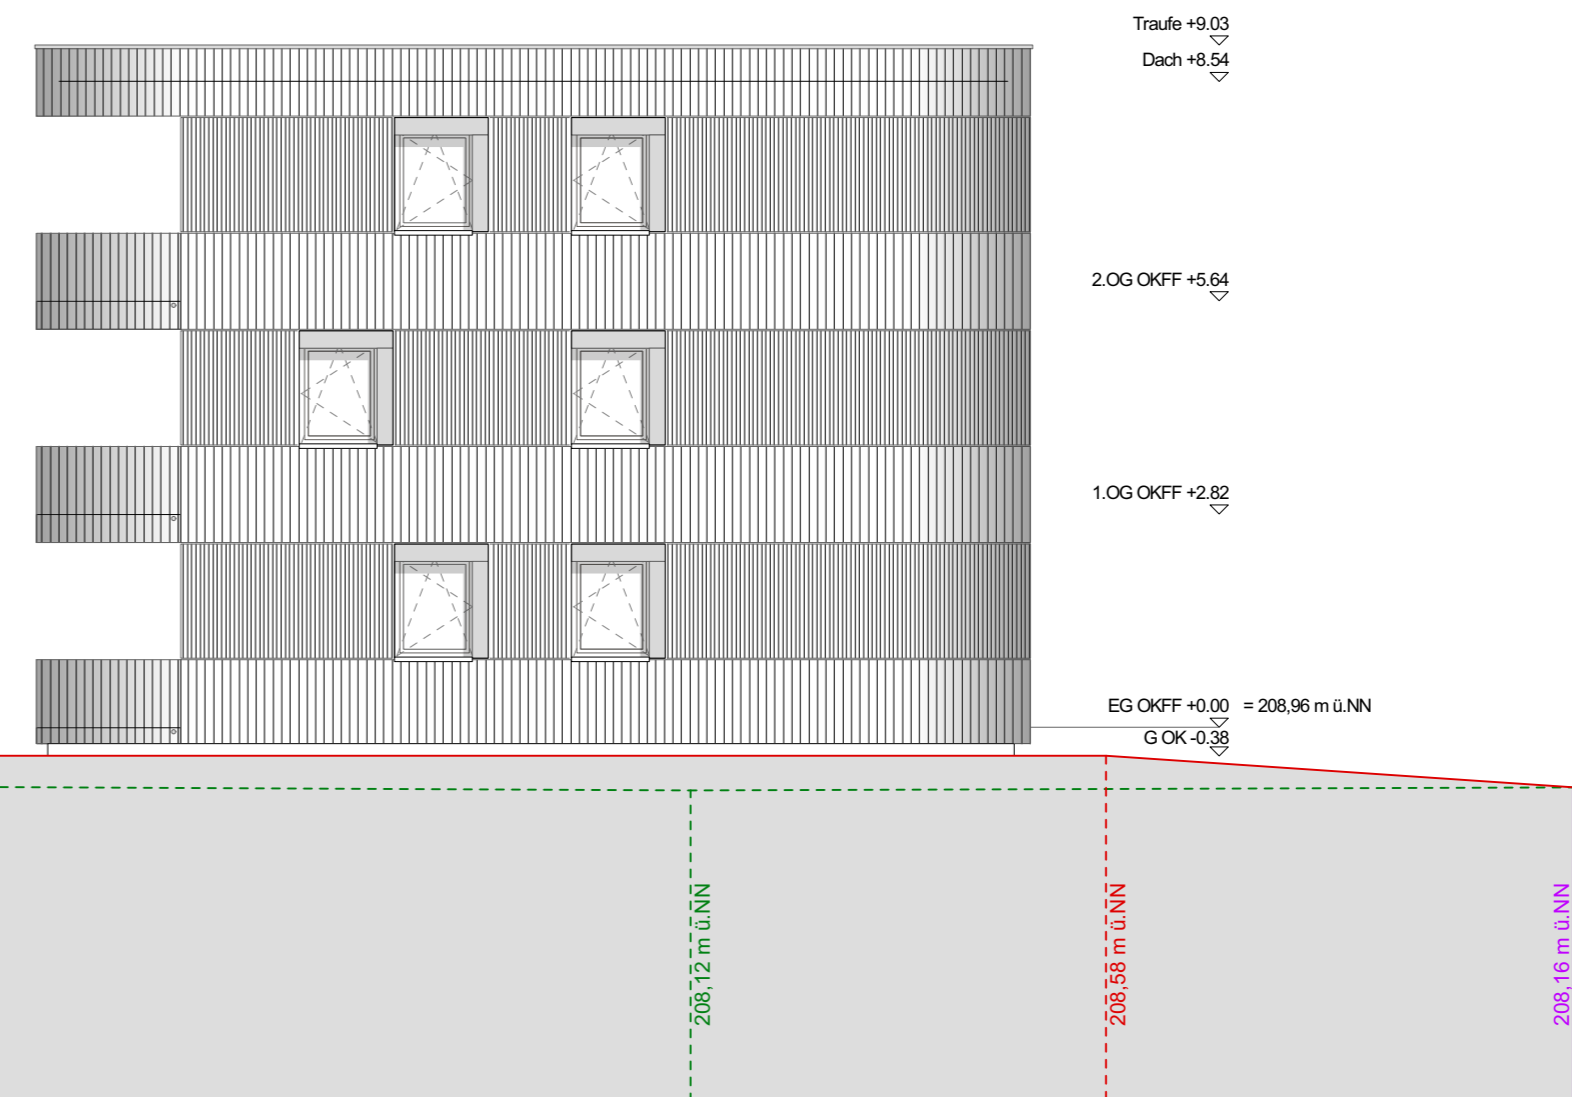 Traufe +9.03
Dach +8.54
2.OG OKFF +5.64
1.OG OKFF +2.82
EG OKFF +0.00 = 208,96 m ü.NN
G OK -0.38
208,12 m ü.NN
208,58 m ü.NN
208,16 m ü.NN